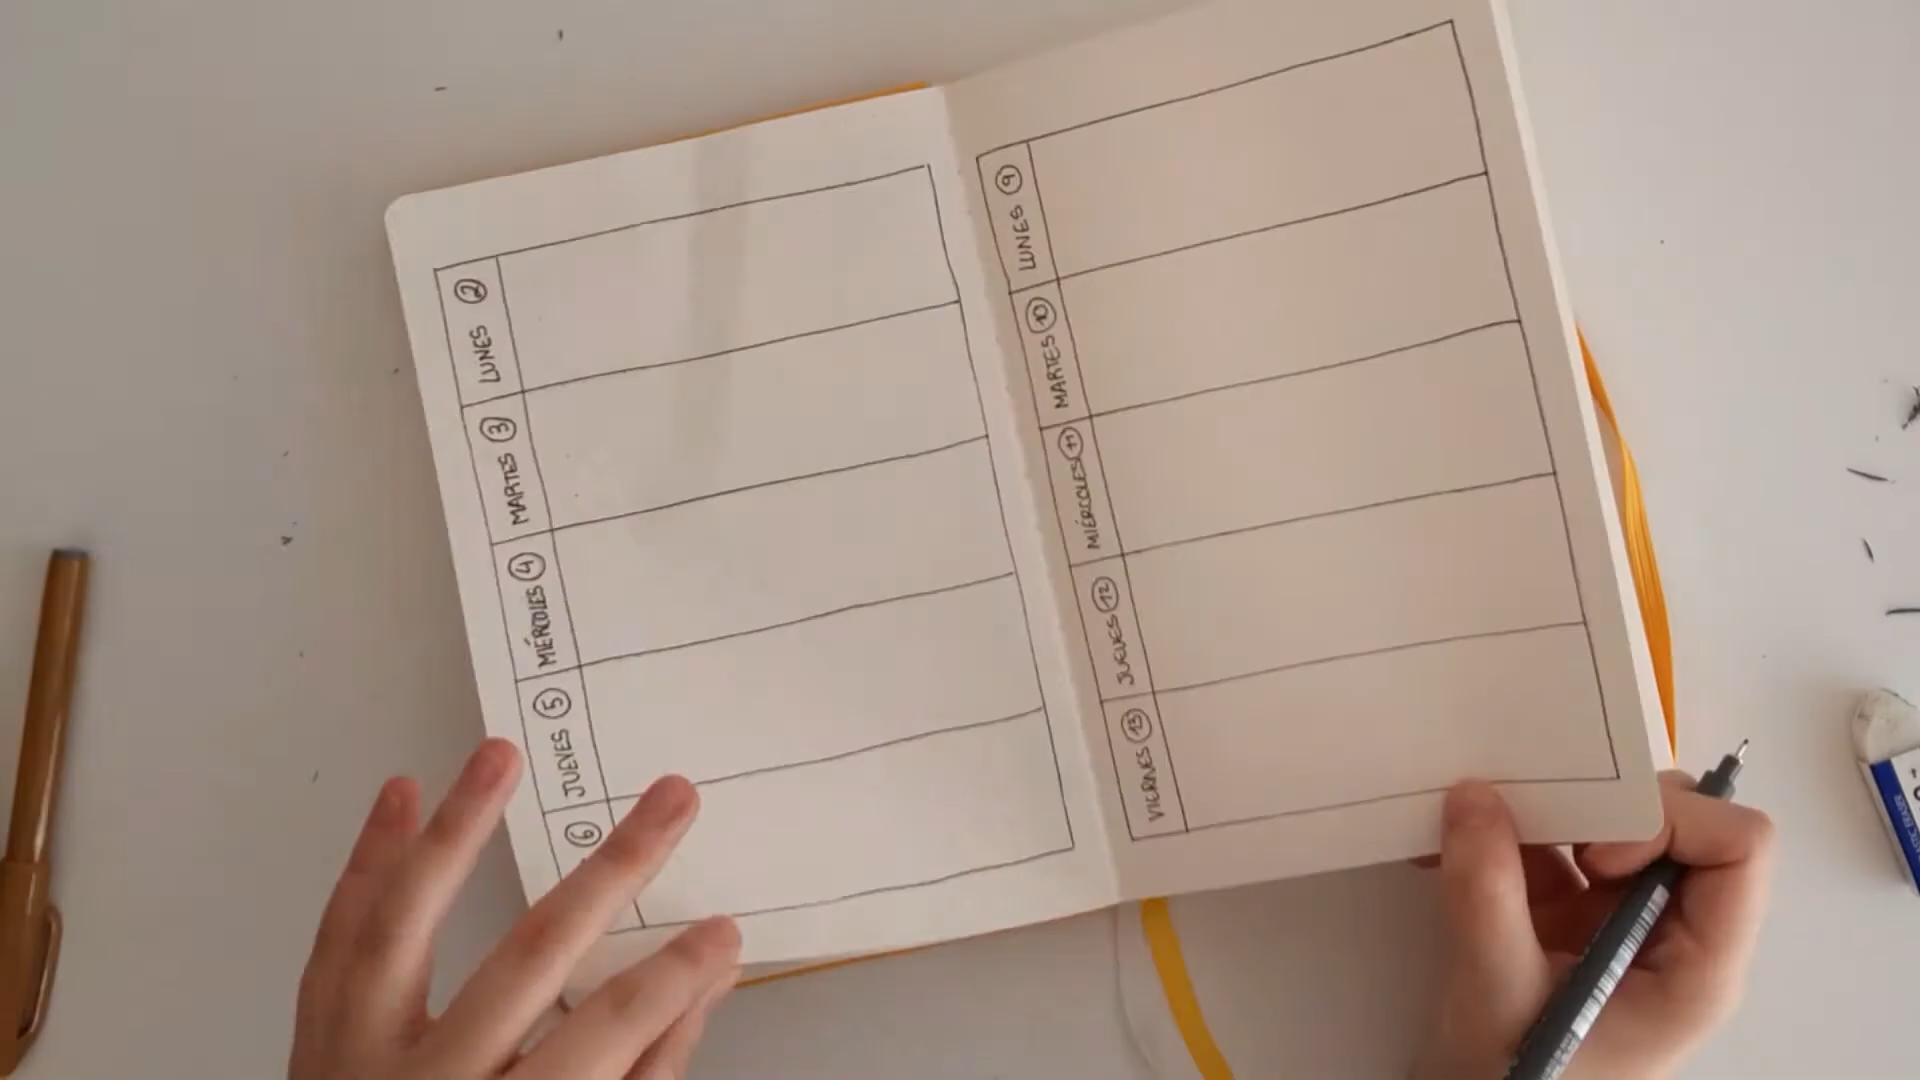 LUNES 2
MARTES 3
MIÉRCOLES 4
JUEVES 5
6
LUNES 9
MARTES 10
MIÉRCOLES 11
JUEVES 12
VIERNES 13